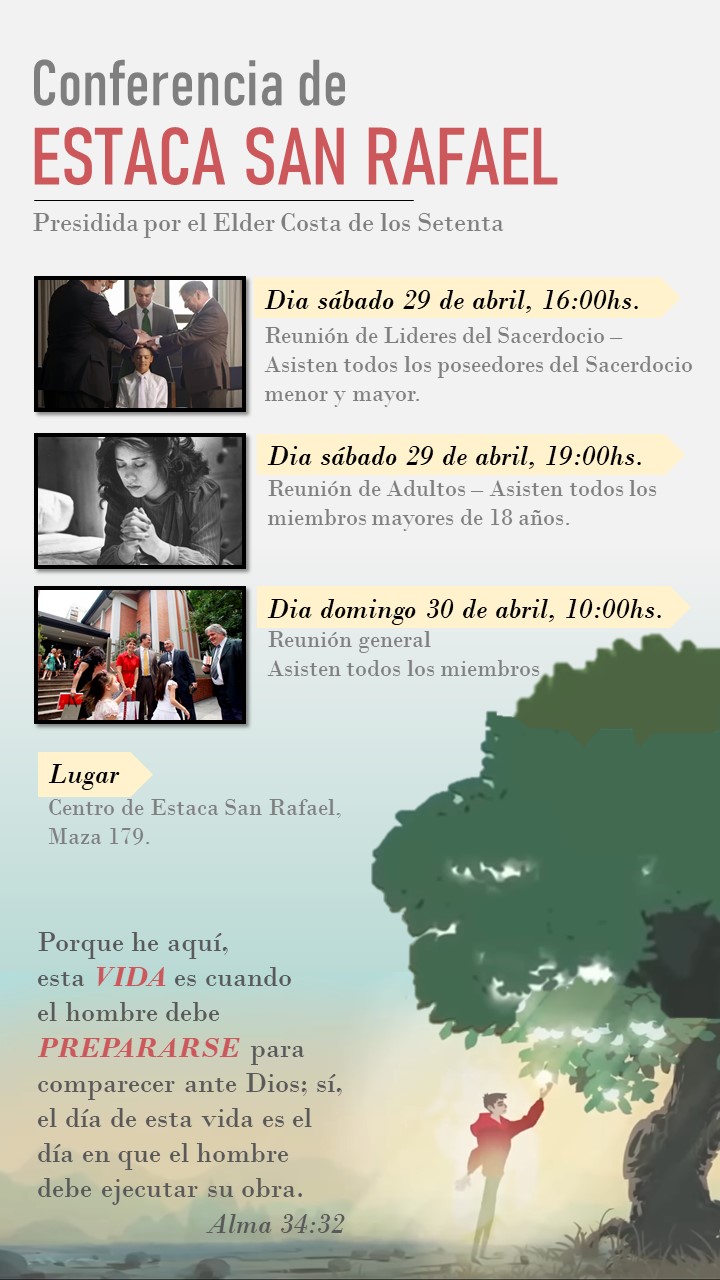 Conferencia de
ESTACA SAN RAFAEL
Presidida por el Elder Costa de los Setenta
Dia sábado 29 de abril, 16:00hs.
Reunión de Lideres del Sacerdocio –
Asisten todos los poseedores del Sacerdocio
menor y mayor.
Dia sábado 29 de abril, 19:00hs.
Reunión de Adultos – Asisten todos los
miembros mayores de 18 años.
Dia domingo 30 de abril, 10:00hs.
Reunión general
Asisten todos los miembros
Lugar
Centro de Estaca San Rafael,
Maza 179.
Porque he aquí,
esta VIDA es cuando
el hombre debe
PREPARARSE para
comparecer ante Dios; sí,
el día de esta vida es el
día en que el hombre
debe ejecutar su obra.
Alma 34:32